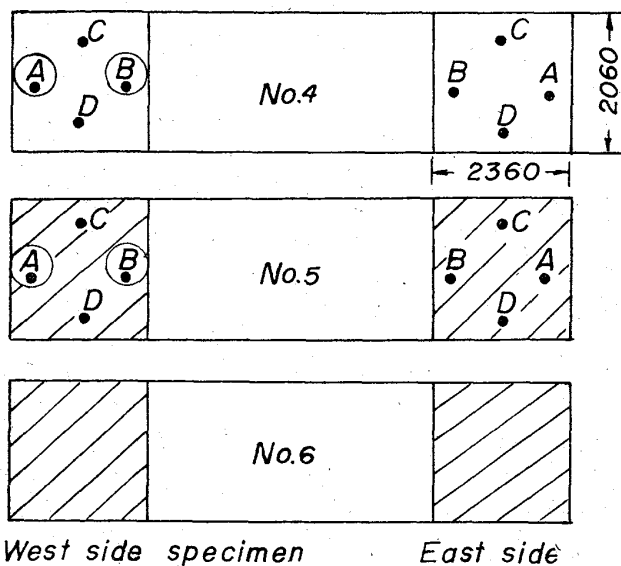 C C
A B B A
No.4
D D
2060
2360
C C
A B B A
No.5
D D
No.6
West side specimen East side